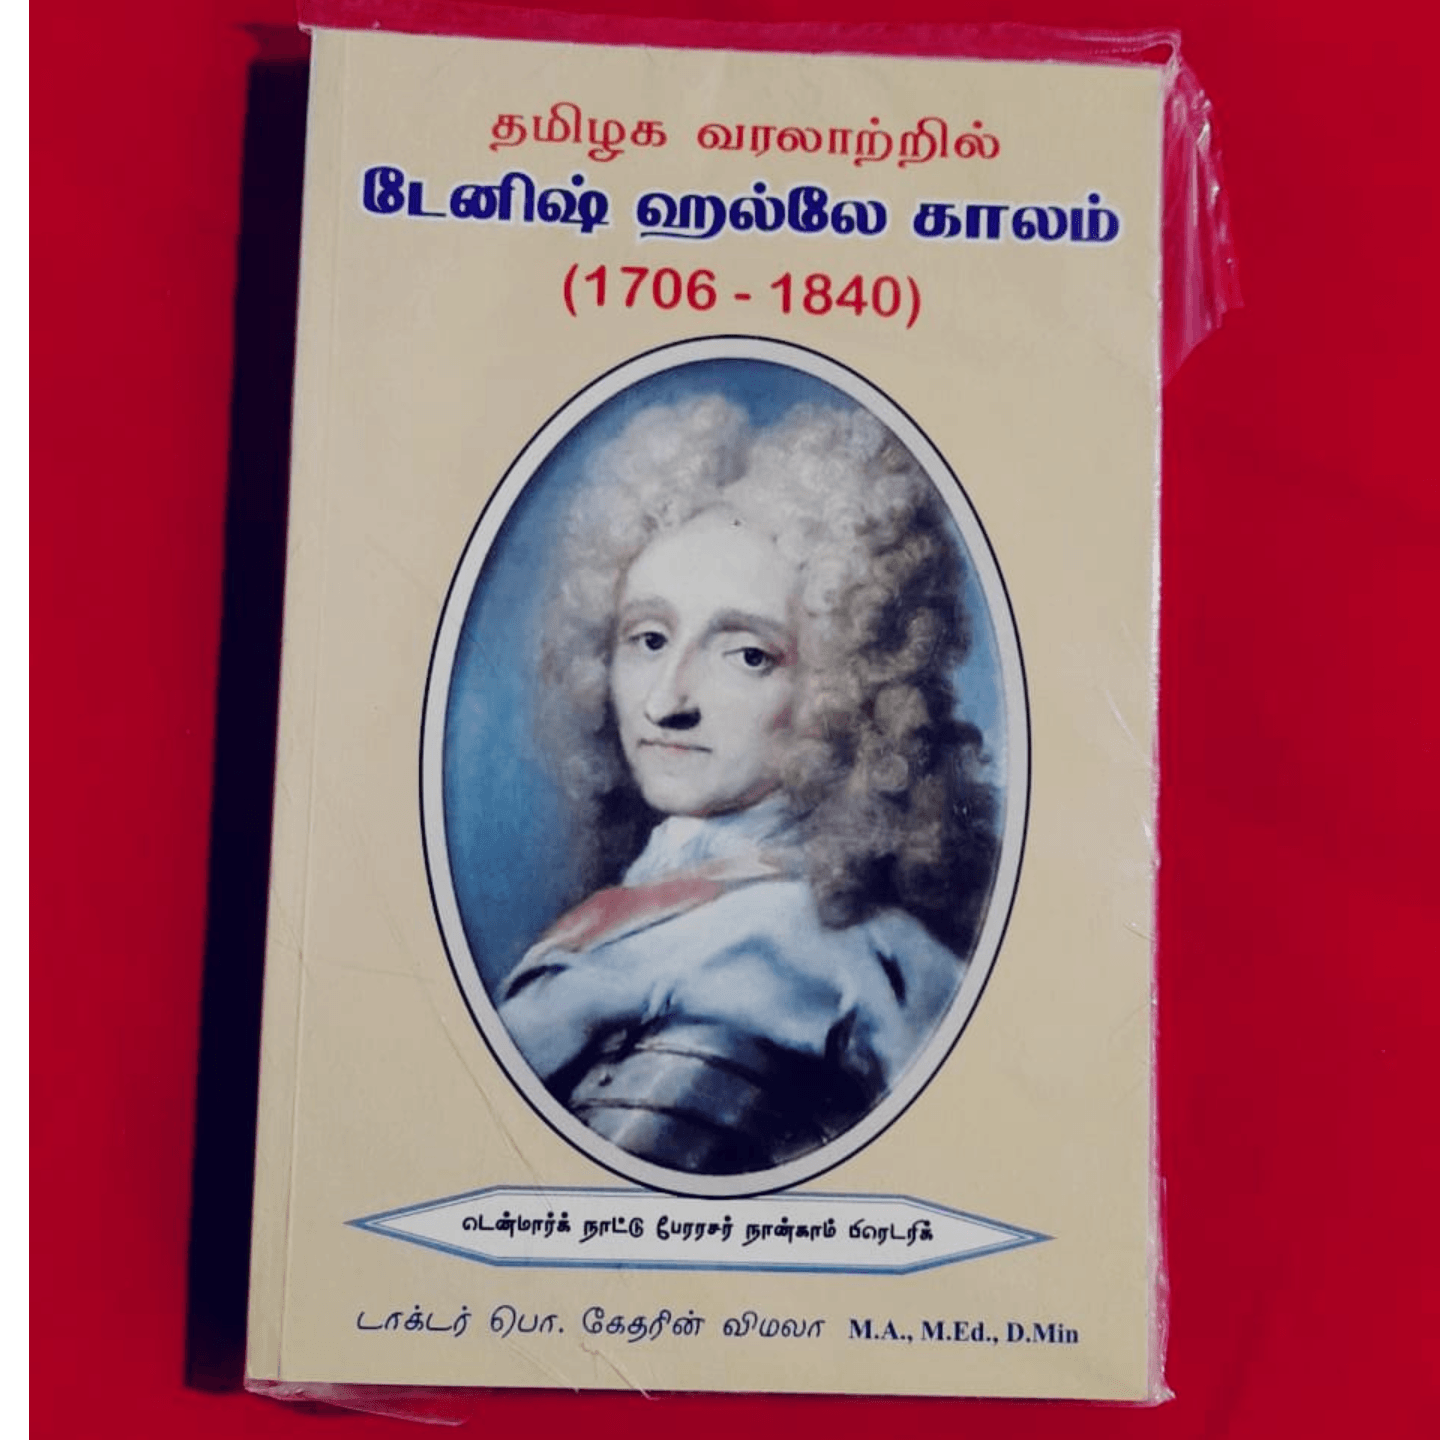 தமிழக வரலாற்றில்
டேனிஷ் ஹல்லே காலம்
(1706 - 1840)
டென்மார்க் நாட்டு பேரரசர் நான்காம் பிரெடரிக்
டாக்டர் பொ. கேதரின் விமலா M.A., M.Ed., D.Min